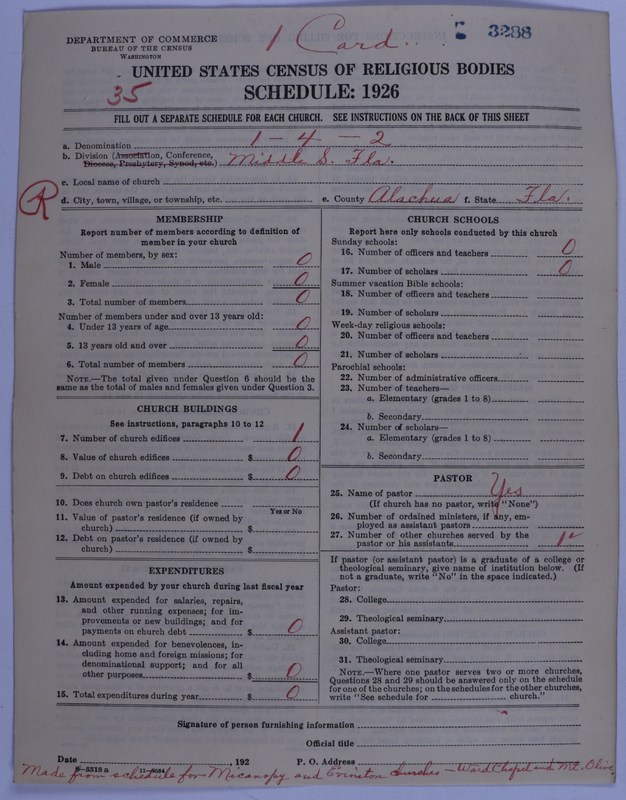 DEPARTMENT OF COMMERCE
BUREAU OF THE CENSUS
WASHINGTON
1 Card
3288
35
UNITED STATES CENSUS OF RELIGIOUS BODIES
SCHEDULE: 1926
FILL OUT A SEPARATE SCHEDULE FOR EACH CHURCH. SEE INSTRUCTIONS ON THE BACK OF THIS SHEET
a. Denomination 1-4-2
b. Division (Association, Conference, Diocese, Presbytery, Synod, etc.) Middle S. Fla.
c. Local name of church
R
d. City, town, village, or township, etc. e. County Alachua f. State Fla.
MEMBERSHIP
Report number of members according to definition of
member in your church
Number of members, by sex:
1. Male 0
2. Female 0
3. Total number of members 0
Number of members under and over 13 years old:
4. Under 13 years of age 0
5. 13 years old and over 0
6. Total number of members 0
NOTE.—The total given under Question 6 should be
same as the total of males and females given under Question 3.
CHURCH BUILDINGS
See instructions, paragraphs 10 to 12
7. Number of church edifices 1
8. Value of church edifices $ 0
9. Debt on church edifices $ 0
10. Does church own pastor's residence
Yes or No
11. Value of pastor's residence (if owned by
church) $
12. Debt on pastor's residence (if owned by
church) $
EXPENDITURES
Amount expended by your church during last fiscal year
13. Amount expended for salaries, repairs,
and other running expenses; for im-
provements or new buildings; and for
payments on church debt $ 0
14. Amount expended for benevolences, in-
cluding home and foreign missions; for
denominational support; and for all
other purposes $ 0
15. Total expenditures during year $ 0
CHURCH SCHOOLS
Report here only schools conducted by this church
Sunday schools:
16. Number of officers and teachers 0
17. Number of scholars 0
Summer vacation Bible schools:
18. Number of officers and teachers
19. Number of scholars
Week-day religious schools:
20. Number of officers and teachers
21. Number of scholars
Parochial schools:
22. Number of administrative officers
23. Number of teachers—
a. Elementary (grades 1 to 8)
b. Secondary
24. Number of scholars—
a. Elementary (grades 1 to 8)
b. Secondary
PASTOR
25. Name of pastor Yes
(If church has no pastor, write "None")
26. Number of ordained ministers, if any, em-
ployed as assistant pastors
27. Number of other churches served by the
pastor or his assistants
If pastor (or assistant pastor) is a graduate of a college or
theological seminary, give name of institution below. (If
not a graduate, write "No" in the space indicated.)
Pastor:
28. College
29. Theological seminary
Assistant pastor:
30. College
31. Theological seminary
NOTE.—Where one pastor serves two or more churches,
Questions 28 and 29 should be answered only on the schedule
for one of the churches; on the schedules for the other churches,
write "See schedule for church."
Signature of person furnishing information
Official title
Date , 192 P. O. Address
Made from schedule for Micanopy and Evinston churches - Ward Chapel and Mt. Olive